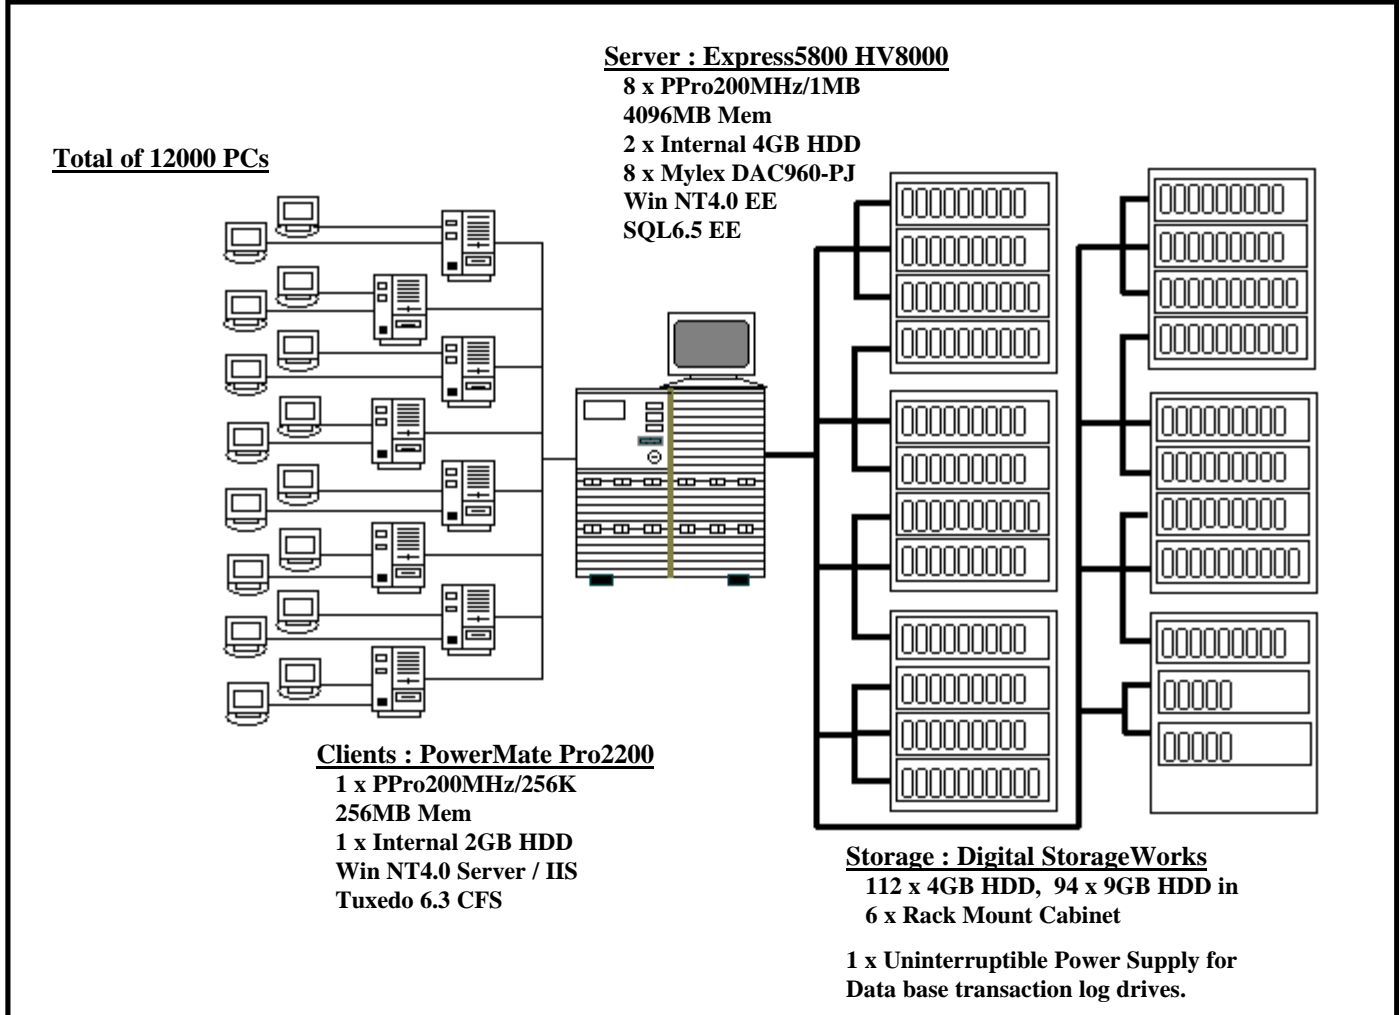 Server : Express5800 HV8000
8 x PPro200MHz/1MB
4096MB Mem
2 x Internal 4GB HDD
8 x Mylex DAC960-PJ
Win NT4.0 EE
SQL6.5 EE
Total of 12000 PCs
Clients : PowerMate Pro2200
1 x PPro200MHz/256K
256MB Mem
1 x Internal 2GB HDD
Win NT4.0 Server / IIS
Tuxedo 6.3 CFS
Storage : Digital StorageWorks
112 x 4GB HDD,  94 x 9GB HDD in
6 x Rack Mount Cabinet
1 x Uninterruptible Power Supply for
Data base transaction log drives.